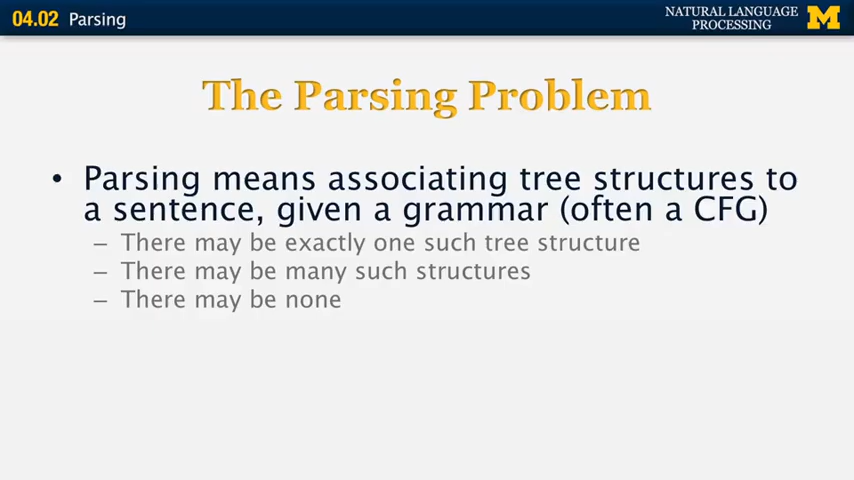 04.02 Parsing
NATURAL LANGUAGE
PROCESSING
M
The Parsing Problem
• Parsing means associating tree structures to
a sentence, given a grammar (often a CFG)
– There may be exactly one such tree structure
– There may be many such structures
– There may be none